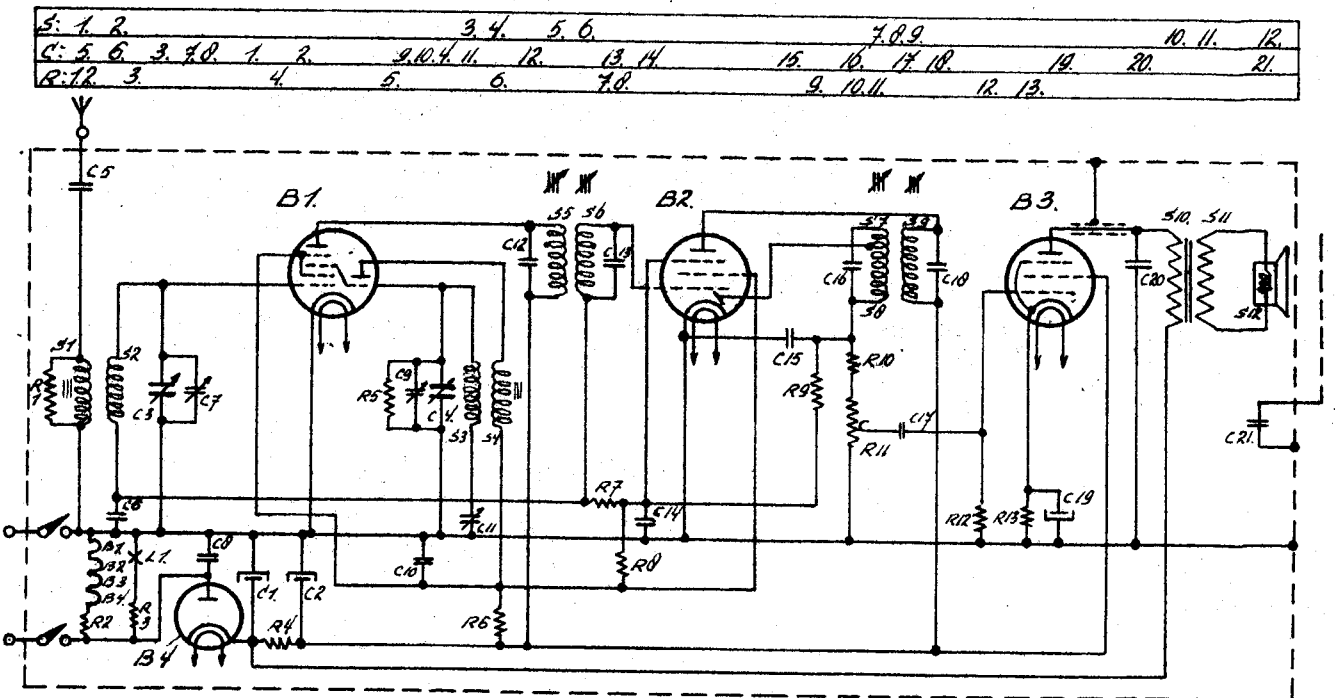 S: 1. 2. 3. 4. 5. 6. 7. 8. 9. 10. 11. 12.
C: 5. 6. 3. 7. 8. 1. 2. 9. 10. 4. 11. 12. 13. 14 15. 16. 17 18. 19. 20. 21.
R: 1. 2. 3. 4. 5. 6. 7. 8. 9. 10. 11. 12. 13.
C5
B1.
B2.
B3.
S5
S6
S7
S9
S10
S11
C12
C13
C16
C18
C20
S12
S8
S1
S2
R1
C3
C7
R5
C9
C4
S3
S4
C15
R10
R9
C17
R11
C21
R7
C6
C11
C14
R12
R13
C19
B1
B2
B3
B4
L1
C8
C1
C2
C10
R8
R2
R3
R4
R6
B4